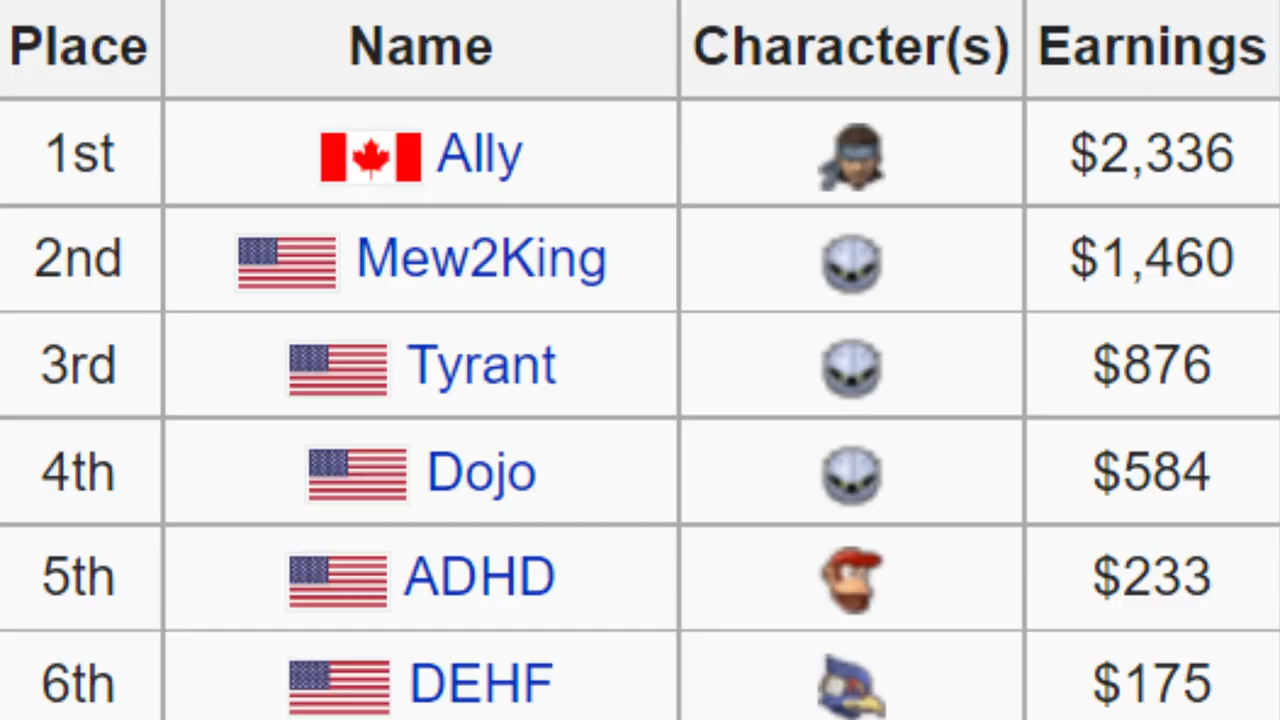 Place Name Character(s) Earnings
1st Ally $2,336
2nd Mew2King $1,460
3rd Tyrant $876
4th Dojo $584
5th ADHD $233
6th DEHF $175